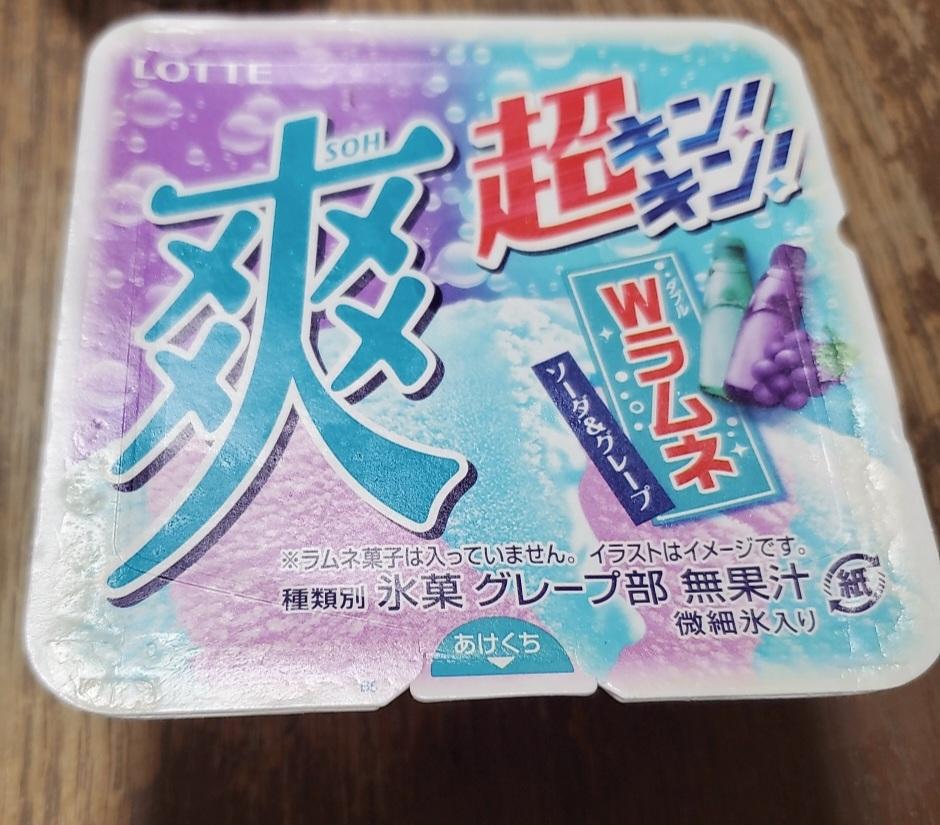 LOTTE
爽
SOH
超キンッ!
キンッ!
ダブル
Wラムネ
ソーダ&グレープ
※ラムネ菓子は入っていません。イラストはイメージです。
種類別 氷菓 グレープ部 無果汁
微細氷入り
紙
あけくち